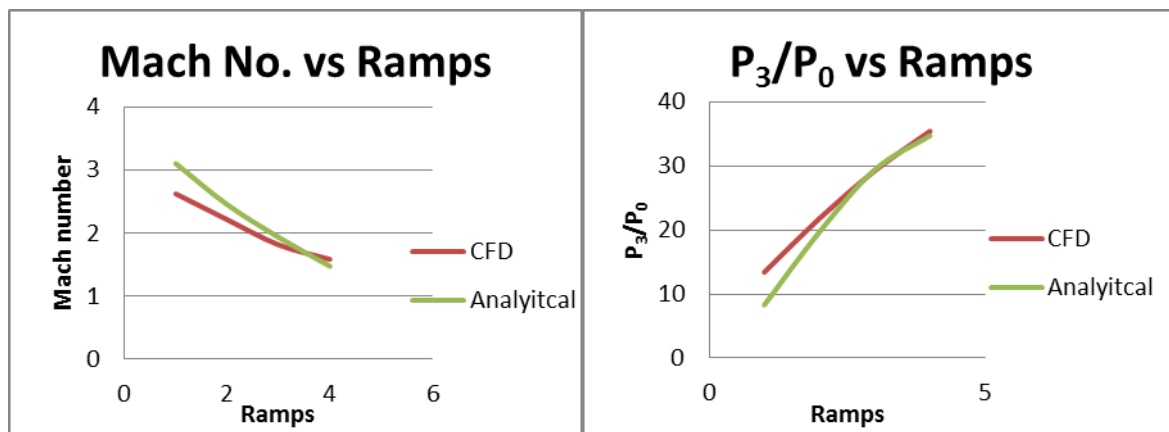 Mach No. vs Ramps
4
3
2
1
0
0 2 4 6
Mach number
Ramps
CFD
Analyitcal
P₃/P₀ vs Ramps
40
30
20
10
0
0 5
P₃/P₀
Ramps
CFD
Analyitcal